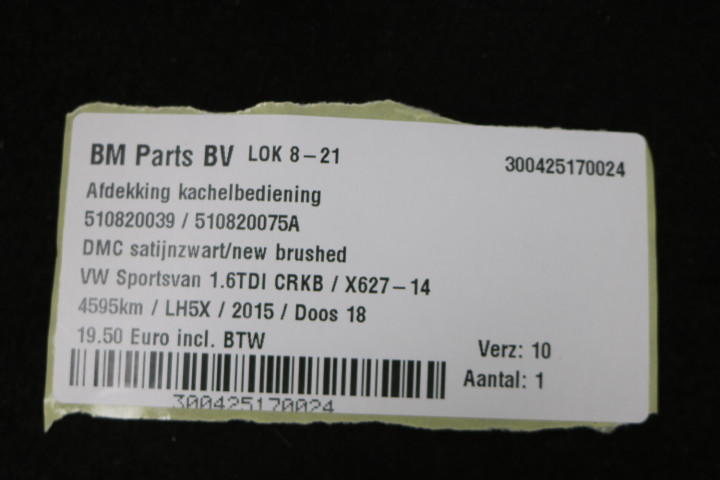 BM Parts BV LOK 8-21
300425170024
Afdekking kachelbediening
510820039 / 510820075A
DMC satijnzwart/new brushed
VW Sportsvan 1.6TDI CRKB / X627-14
4595km / LH5X / 2015 / Doos 18
19.50 Euro incl. BTW
Verz: 10
Aantal: 1
300425170024